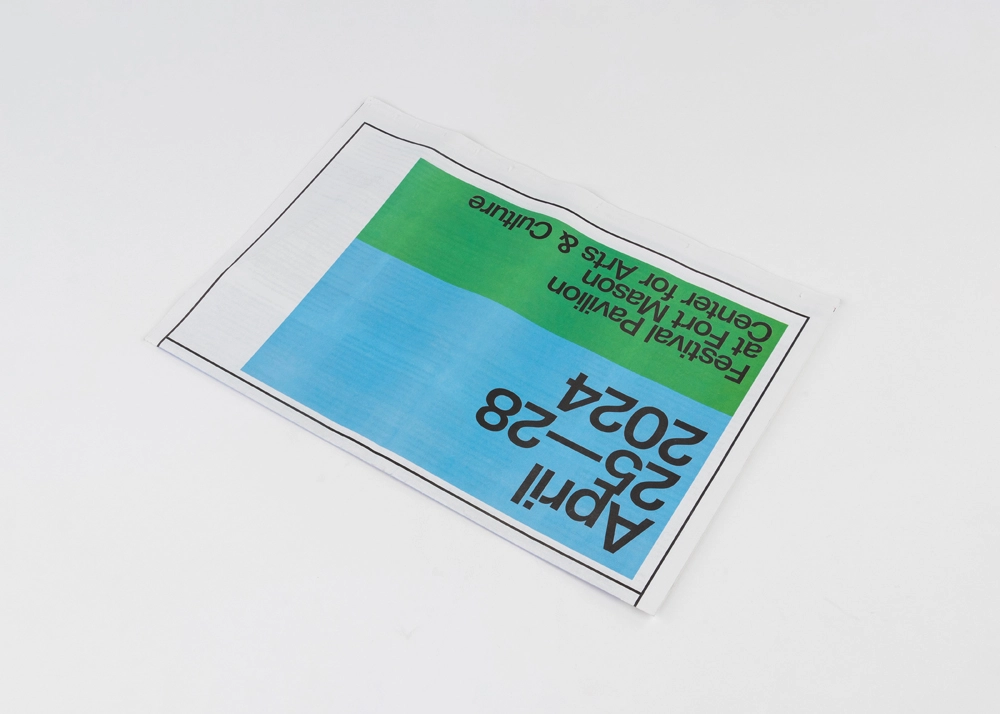 April
25—28
2024
Festival Pavilion
at Fort Mason
Center for Arts & Culture